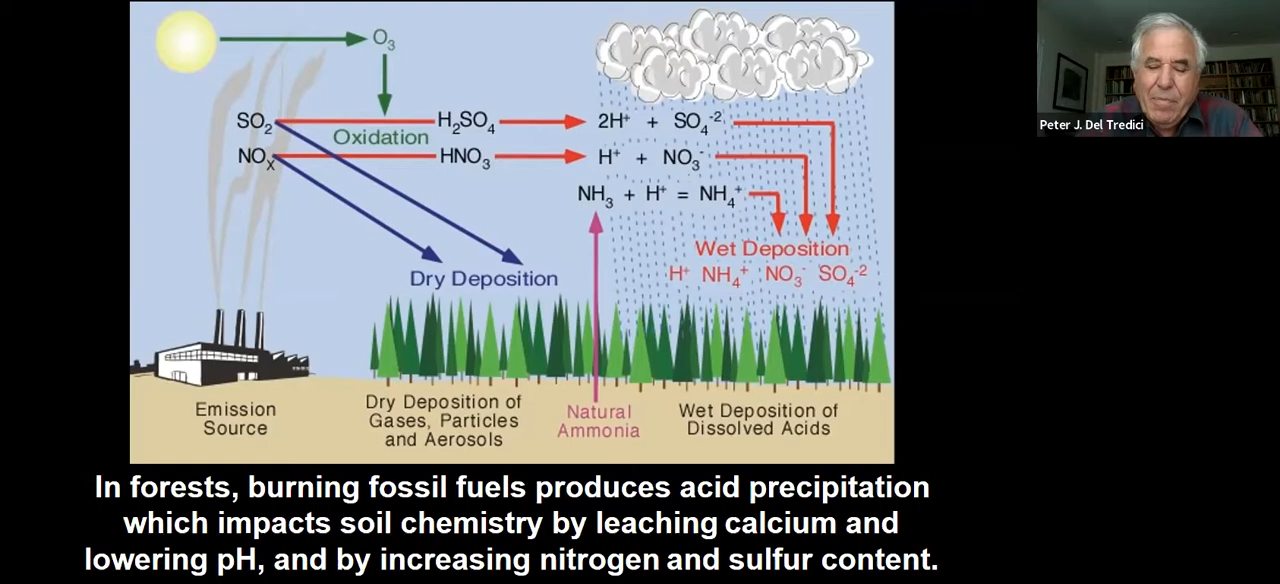 O₃
SO₂
Oxidation
H₂SO₄
2H⁺ + SO₄⁻²
NOₓ
HNO₃
H⁺ + NO₃⁻
NH₃ + H⁺ = NH₄⁺
Wet Deposition
H⁺ NH₄⁺ NO₃⁻ SO₄⁻²
Dry Deposition
Emission
Source
Dry Deposition of
Gases, Particles
and Aerosols
Natural
Ammonia
Wet Deposition of
Dissolved Acids
In forests, burning fossil fuels produces acid precipitation
which impacts soil chemistry by leaching calcium and
lowering pH, and by increasing nitrogen and sulfur content.
Peter J. Del Tredici